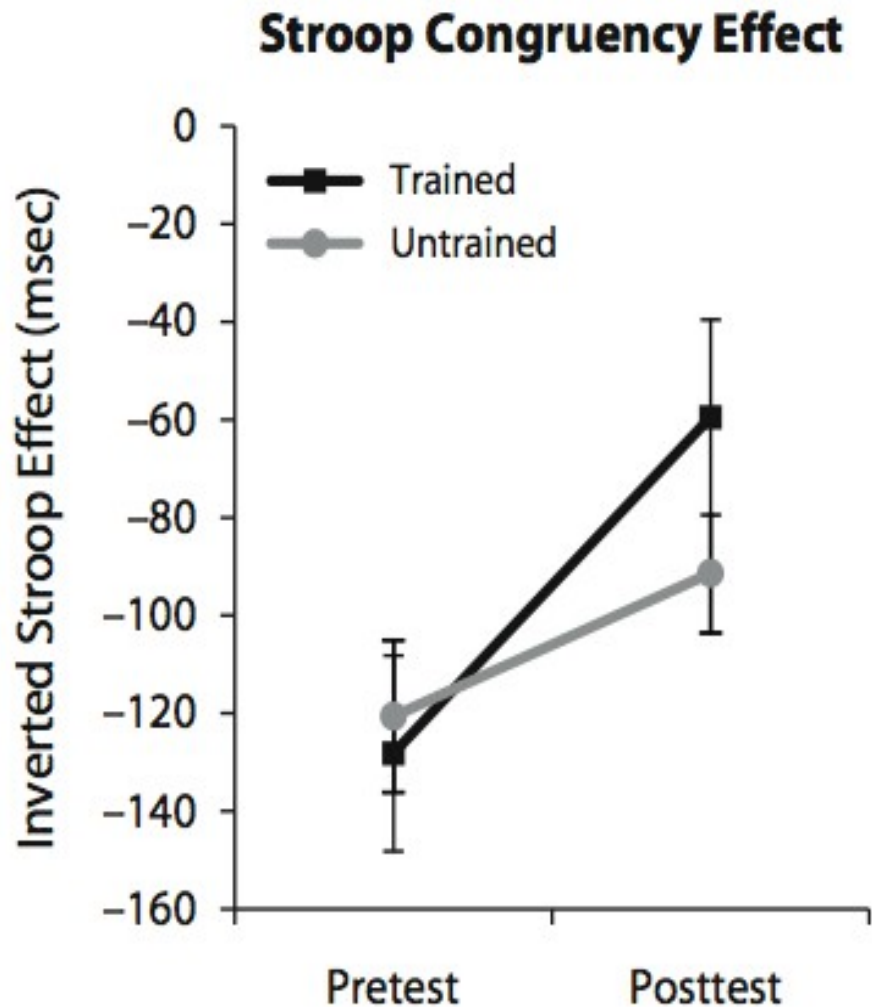 Stroop Congruency Effect
Inverted Stroop Effect (msec)
0
–20
–40
–60
–80
–100
–120
–140
–160
Trained
Untrained
Pretest Posttest